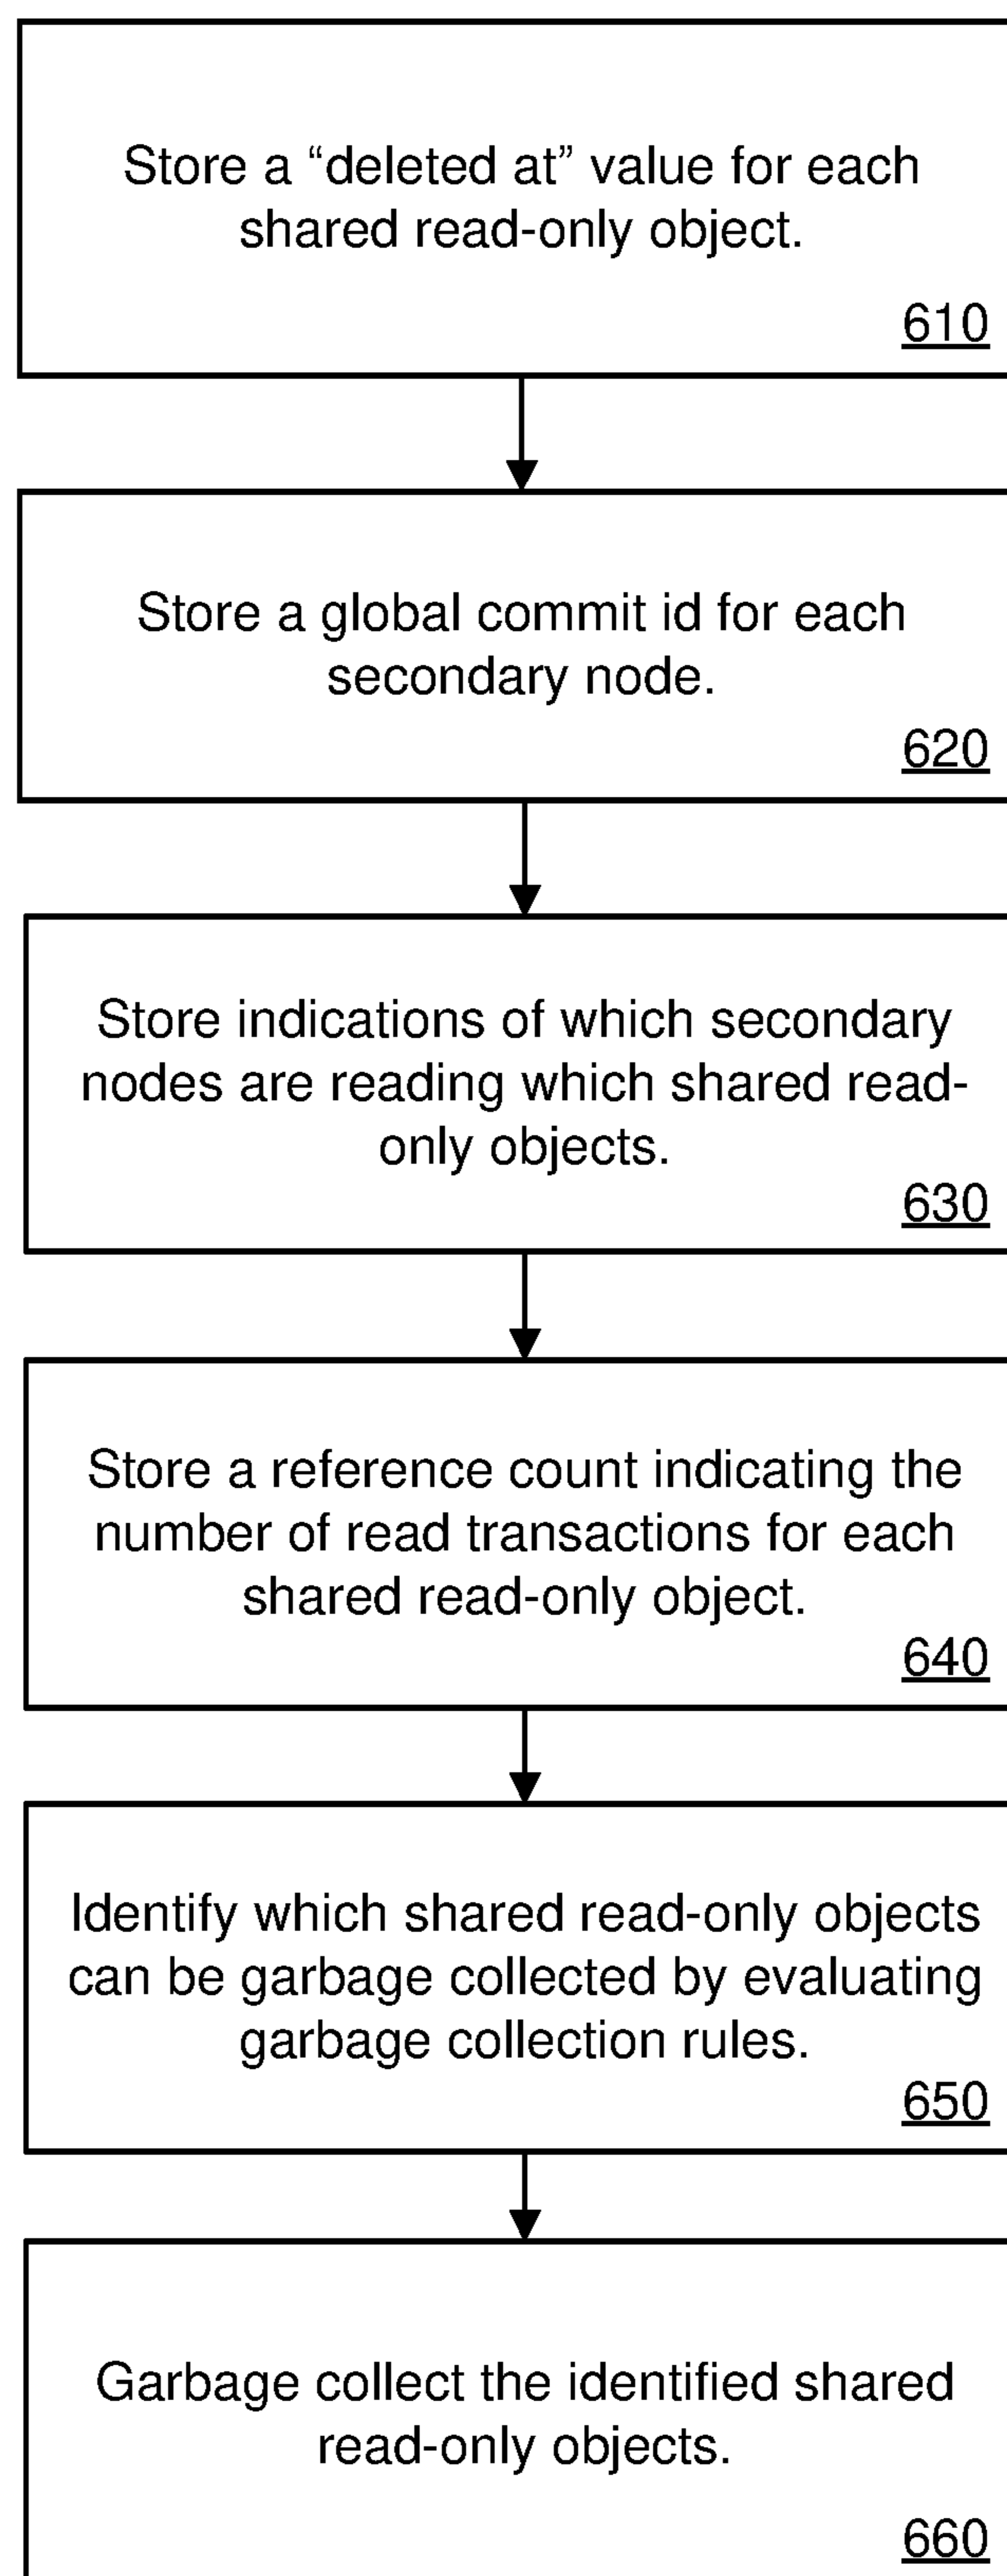 Store a “deleted at” value for each
shared read-only object.
610
Store a global commit id for each
secondary node.
620
Store indications of which secondary
nodes are reading which shared read-
only objects.
630
Store a reference count indicating the
number of read transactions for each
shared read-only object.
640
Identify which shared read-only objects
can be garbage collected by evaluating
garbage collection rules.
650
Garbage collect the identified shared
read-only objects.
660